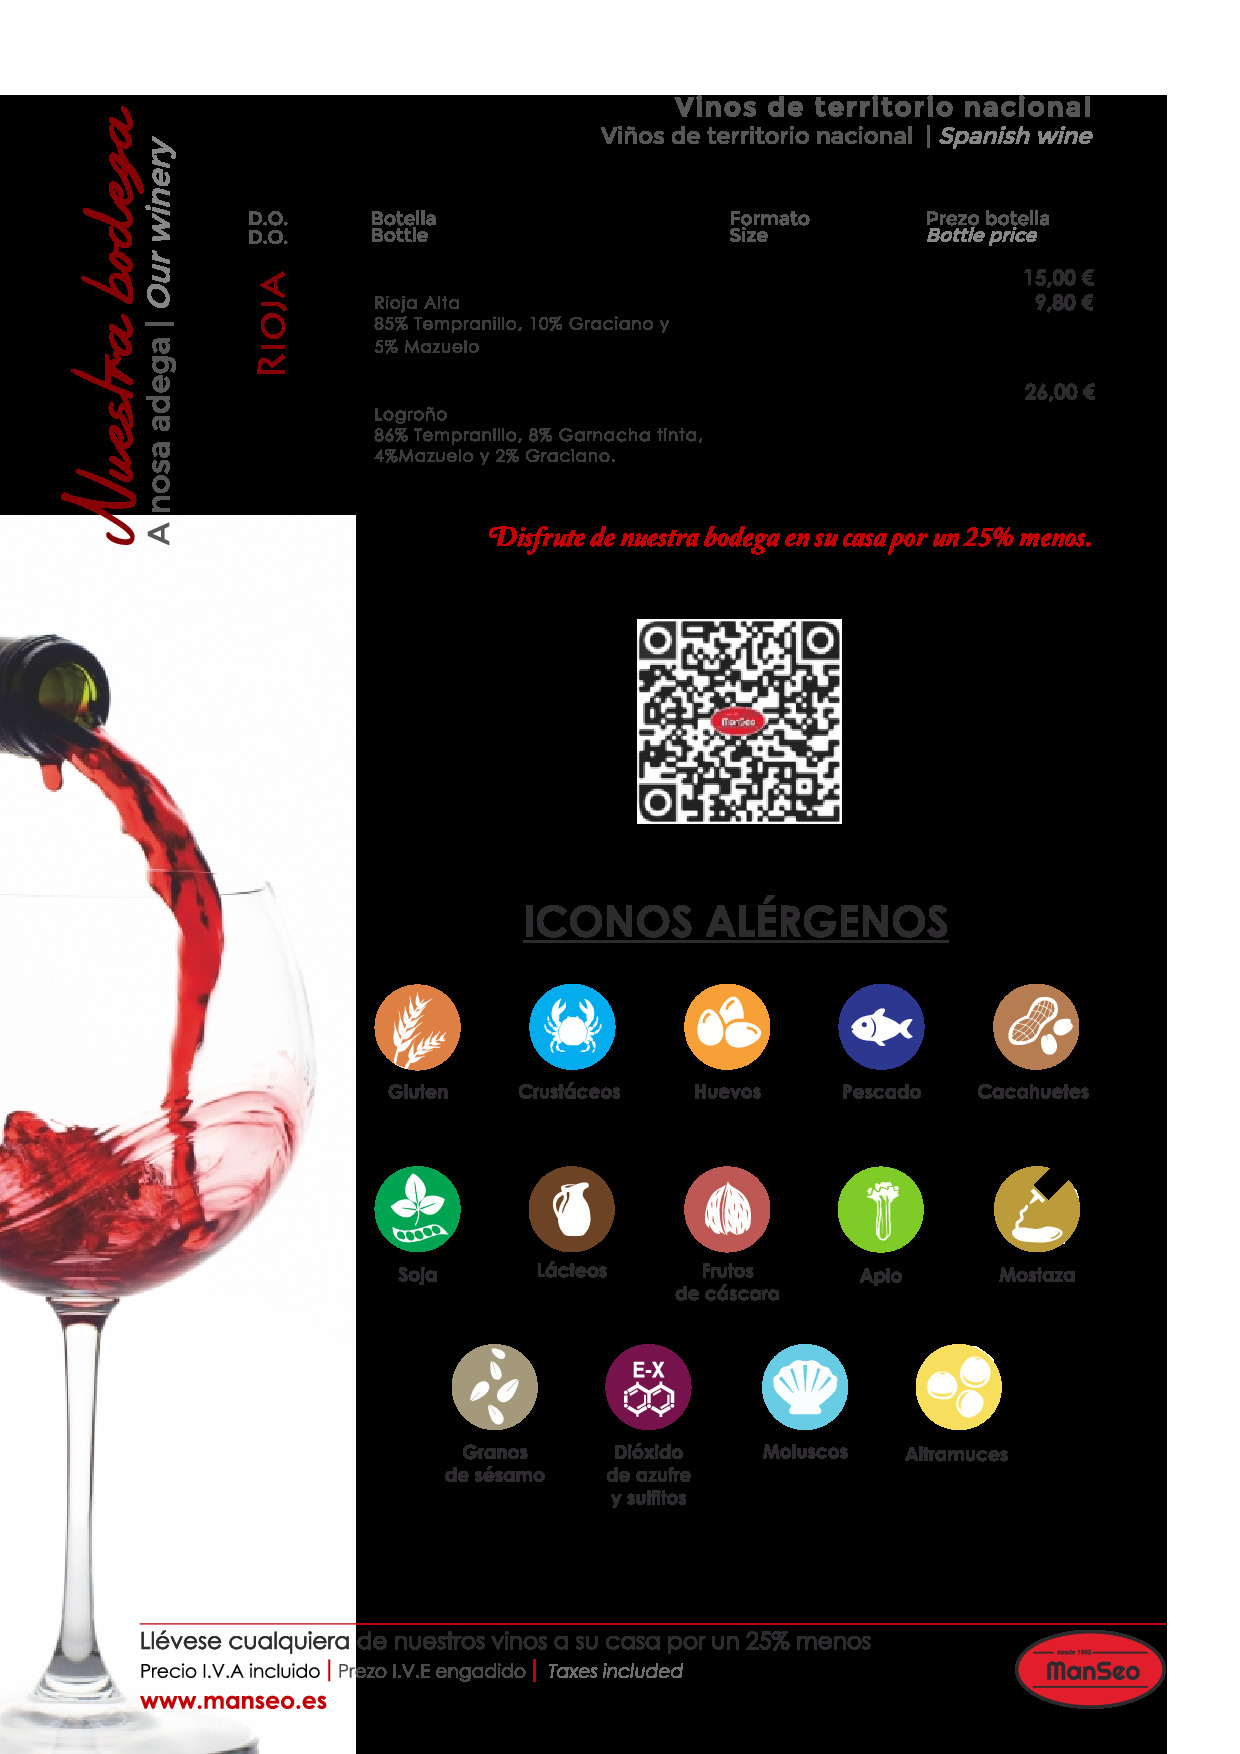 Vinos de territorio nacional
Viños de territorio nacional | Spanish wine
Nuestra bodega
A nosa adega | Our winery
D.O.
D.O.
Botella
Bottle
Formato
Size
Prezo botella
Bottle price
RIOJA
15,00 €
Rioja Alta
9,80 €
85% Tempranillo, 10% Graciano y
5% Mazuelo
26,00 €
Logroño
86% Tempranillo, 8% Garnacha tinta,
4%Mazuelo y 2% Graciano.
Disfrute de nuestra bodega en su casa por un 25% menos.
ManSeo
ICONOS ALÉRGENOS
Gluten
Crustáceos
Huevos
Pescado
Cacahuetes
Soja
Lácteos
Frutos
de cáscara
Apio
Mostaza
E-X
Granos
de sésamo
Dióxido
de azufre
y sulfitos
Moluscos
Altramuces
Llévese cualquiera de nuestros vinos a su casa por un 25% menos
Precio I.V.A incluido | Prezo I.V.E engadido | Taxes included
www.manseo.es
desde 1992
ManSeo